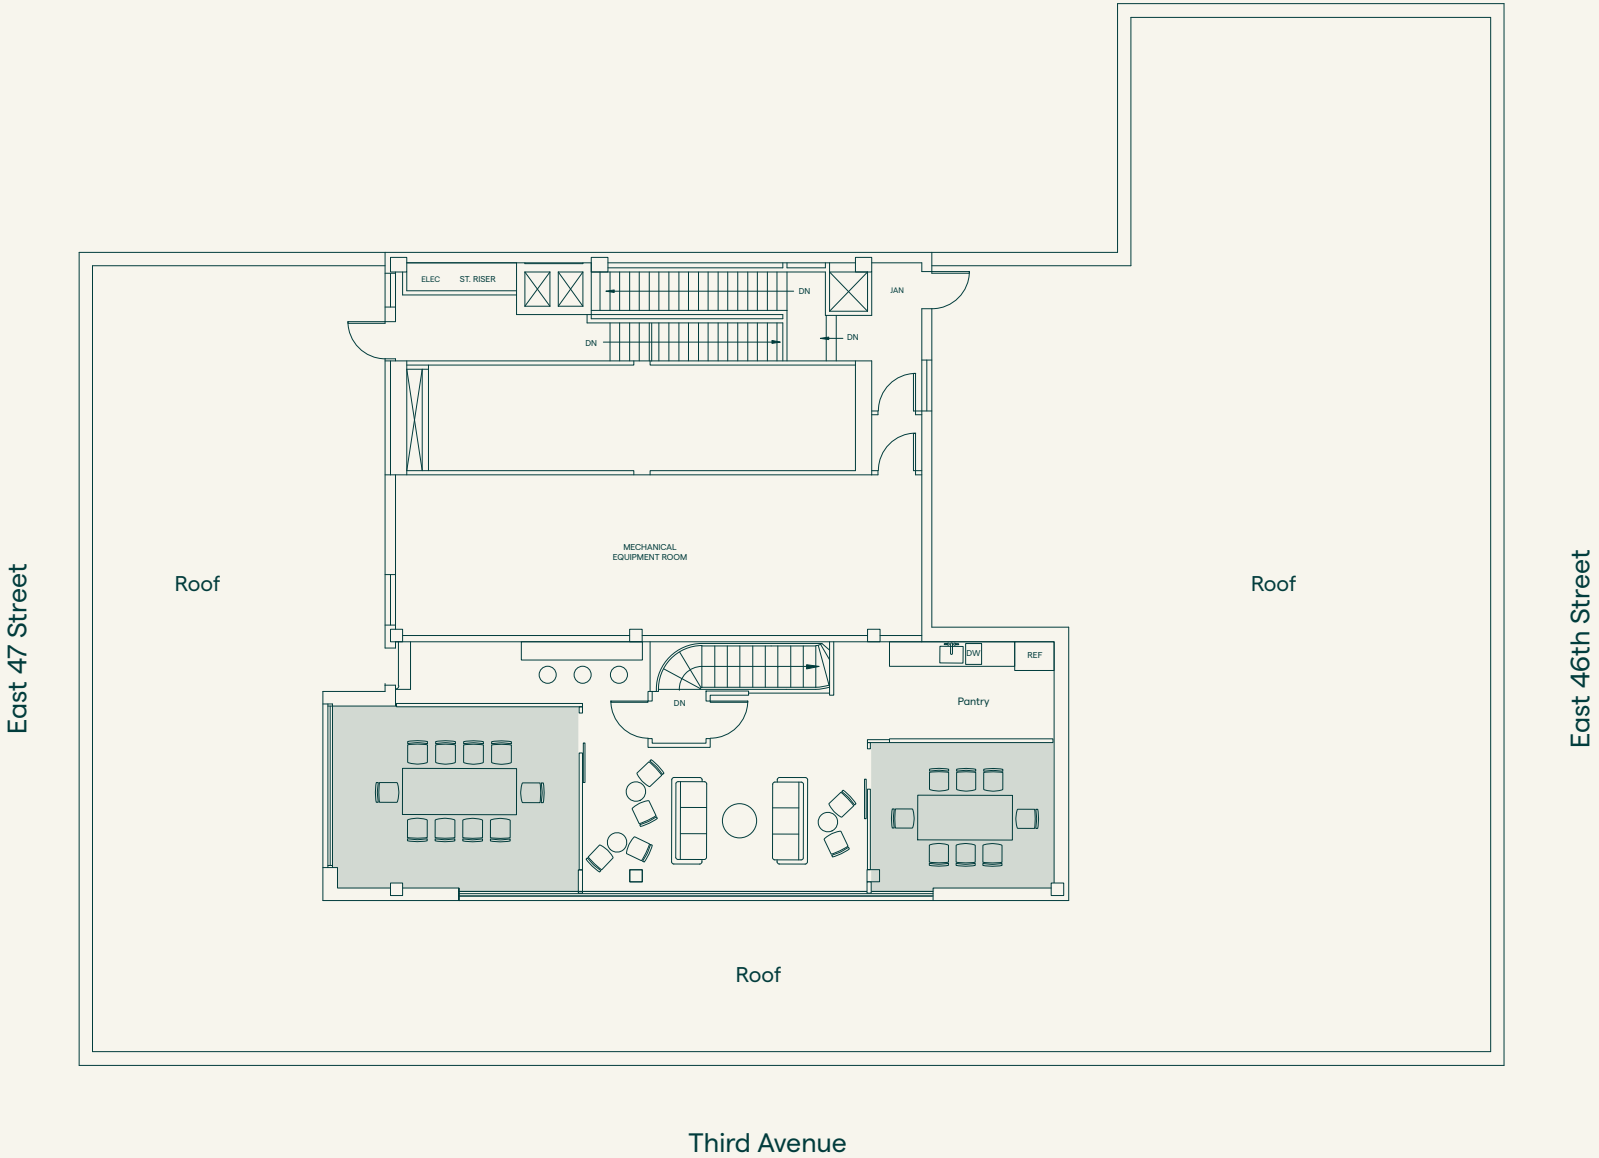 ELEC
ST. RISER
DN
JAN
DN
DN
MECHANICAL
EQUIPMENT ROOM
Roof
Roof
East 47 Street
East 46th Street
DW
REF
Pantry
DN
Roof
Third Avenue